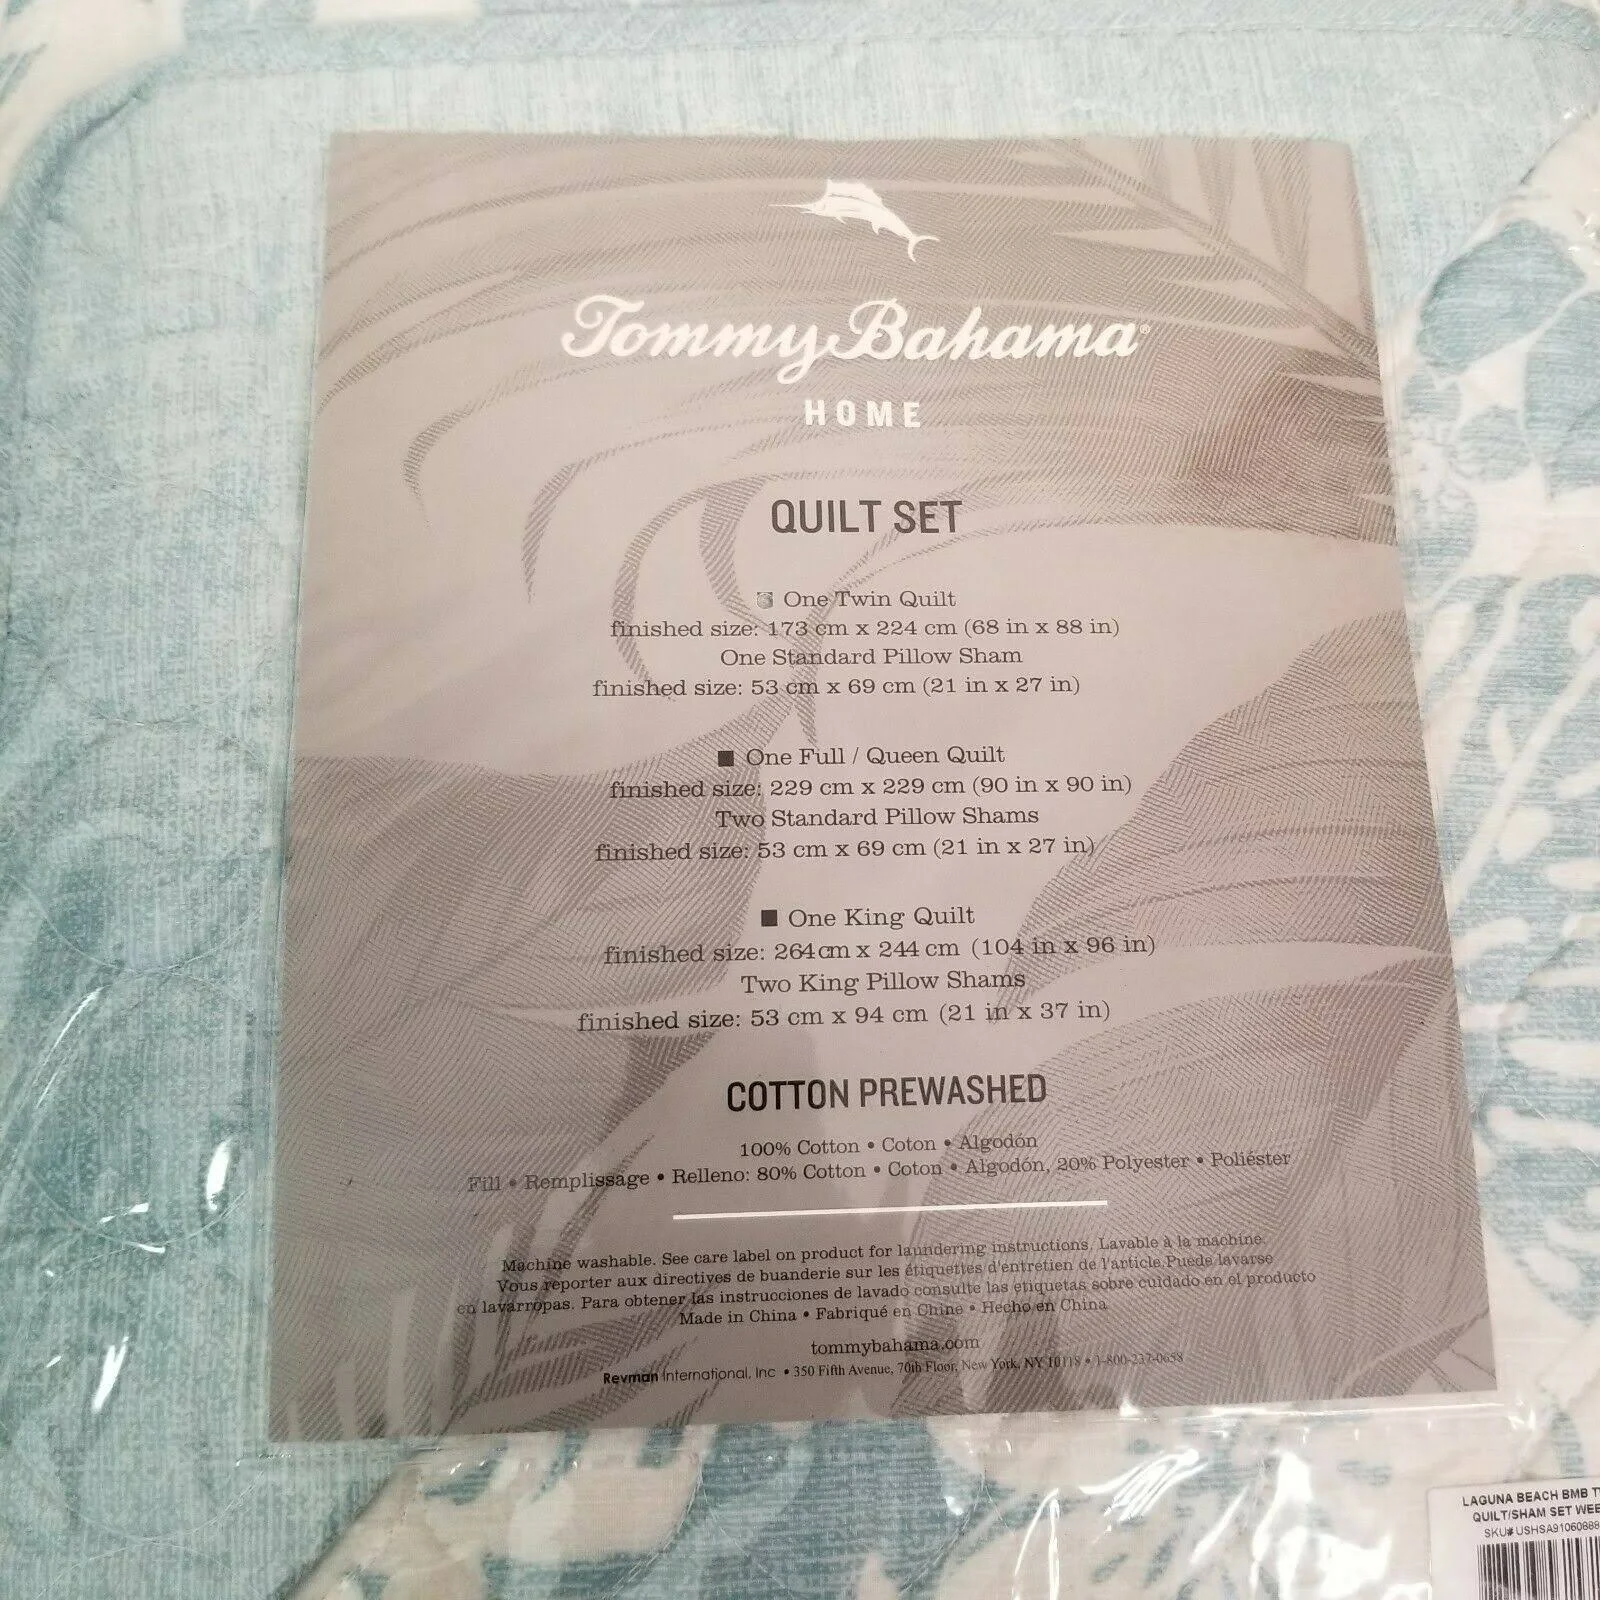 Tommy Bahama®
HOME
QUILT SET
One Twin Quilt
finished size: 173 cm x 224 cm (68 in x 88 in)
One Standard Pillow Sham
finished size: 53 cm x 69 cm (21 in x 27 in)
■ One Full / Queen Quilt
finished size: 229 cm x 229 cm (90 in x 90 in)
Two Standard Pillow Shams
finished size: 53 cm x 69 cm (21 in x 27 in)
■ One King Quilt
finished size: 264cm x 244 cm (104 in x 96 in)
Two King Pillow Shams
finished size: 53 cm x 94 cm (21 in x 37 in)
COTTON PREWASHED
100% Cotton • Coton • Algodón
Fill • Remplissage • Relleno: 80% Cotton • Coton • Algodón, 20% Polyester • Poliéster
Machine washable. See care label on product for laundering instructions. Lavable à la machine.
Vous reporter aux directives de buanderie sur les étiquettes d'entretien de l'article.Puede lavarse
en lavarropas. Para obtener las instrucciones de lavado consulte las etiquetas sobre cuidado en el producto
Made in China • Fabriqué en Chine • Hecho en China
tommybahama.com
Revman International, Inc • 350 Fifth Avenue, 70th Floor, New York, NY 10118 • 1-800-237-0658
LAGUNA BEACH BMB
QUILT/SHAM SET
SKU# USHSA91060888